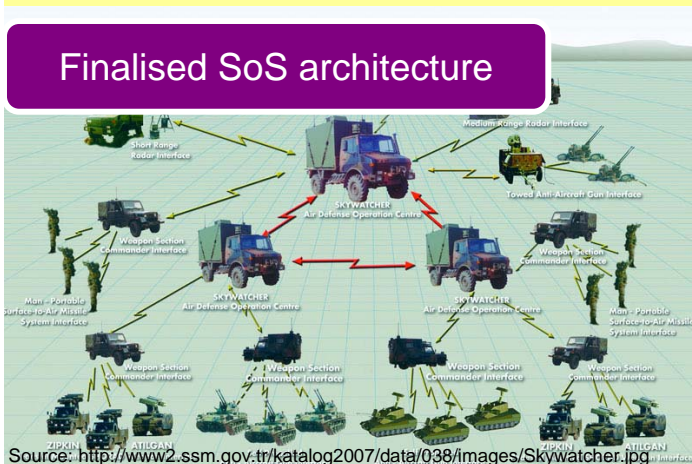 Finalised SoS architecture
Short Range
Radar Interface
Medium Range Radar Interface
SKYWATCHER
Air Defense Operation Centre
Towed Anti-Aircraft Gun Interface
Weapon Section
Commander Interface
Weapon Section
Commander Interface
SKYWATCHER
Air Defense Operation Centre
SKYWATCHER
Air Defense Operation Centre
Man - Portable
Surface-to-Air Missile
System Interface
Man - Portable
Surface-to-Air Missile
System Interface
Weapon Section
Commander Interface
Weapon Section
Commander Interface
Weapon Section
Commander Interface
Weapon Section
Commander Interface
ZIPKIN
ATILGAN
ZIPKIN
ATILGAN
Source: http://www2.ssm.gov.tr/katalog2007/data/038/images/Skywatcher.jpg